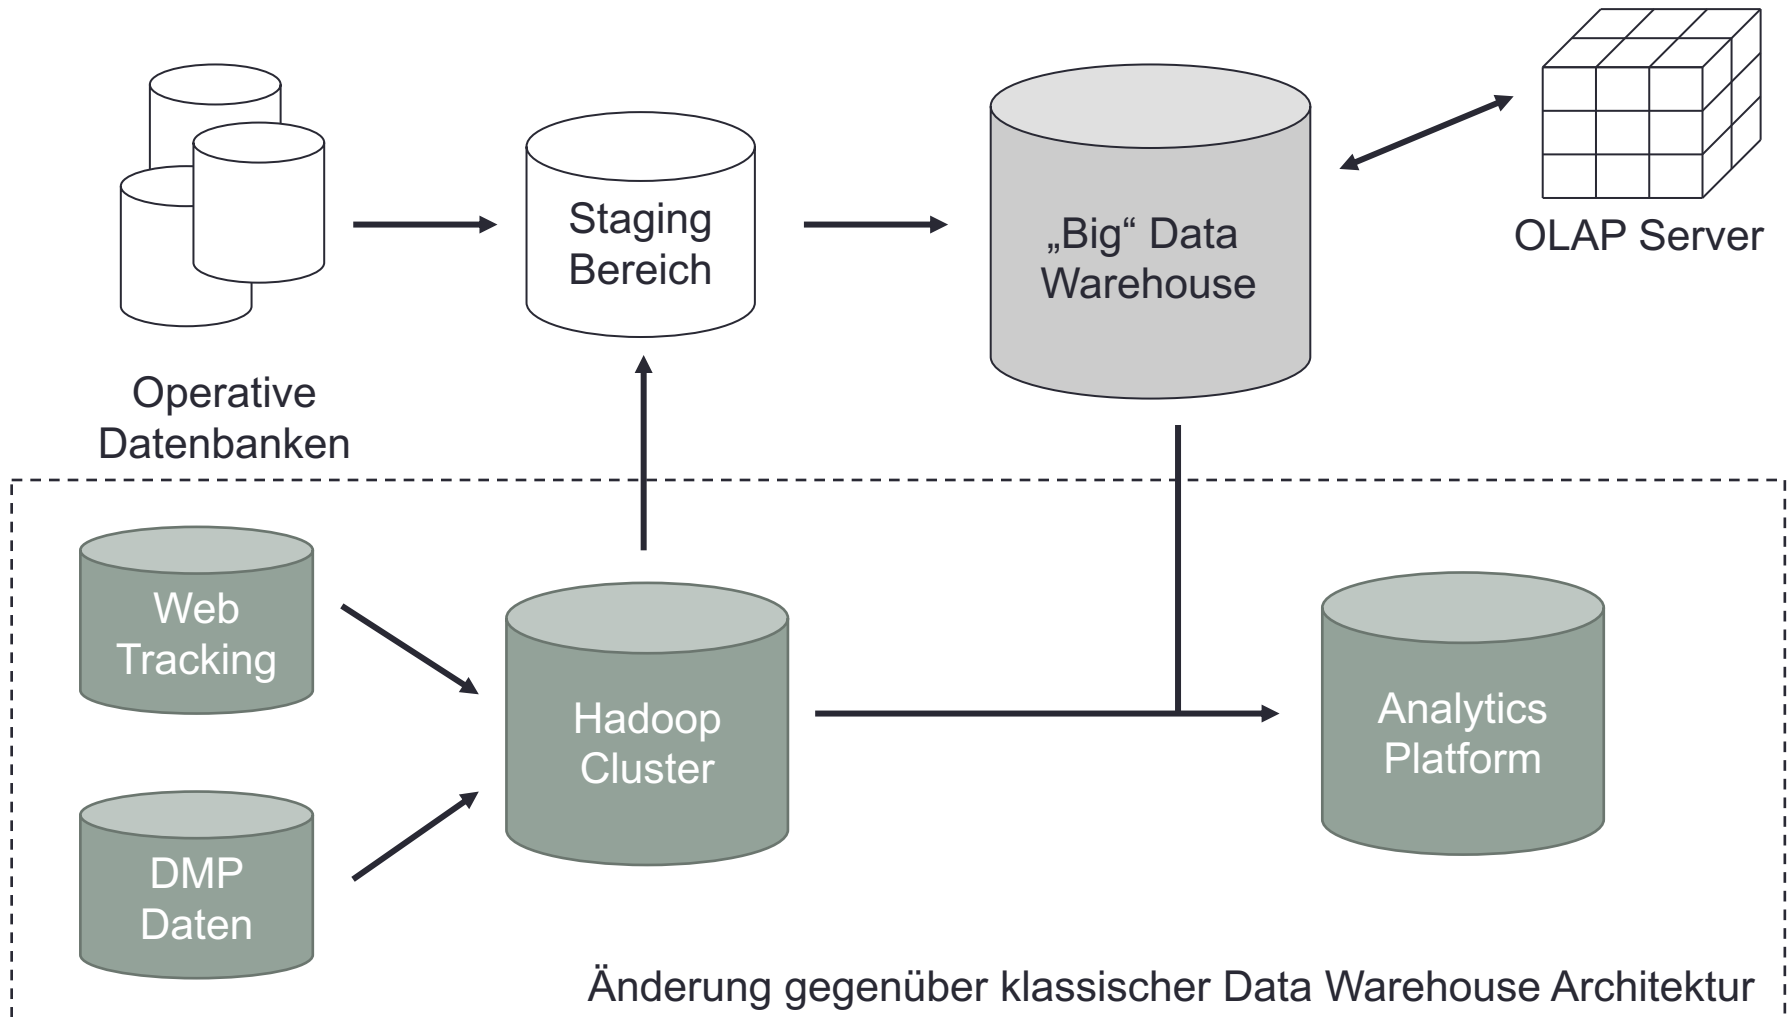 Staging
Bereich
„Big“ Data
Warehouse
OLAP Server
Operative
Datenbanken
Web
Tracking
Hadoop
Cluster
Analytics
Platform
DMP
Daten
Änderung gegenüber klassischer Data Warehouse Architektur